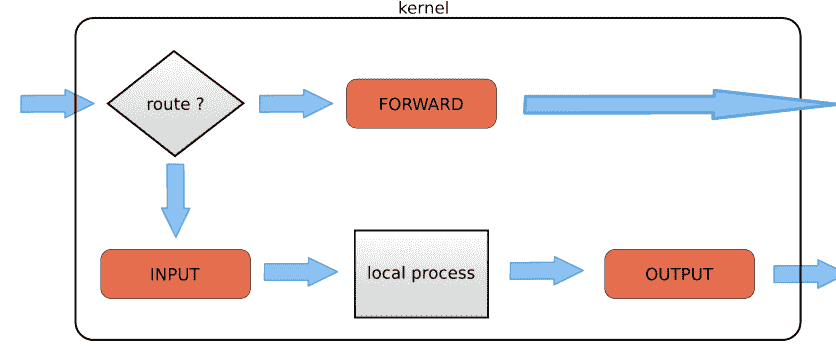 kernel
route ?
FORWARD
INPUT
local process
OUTPUT